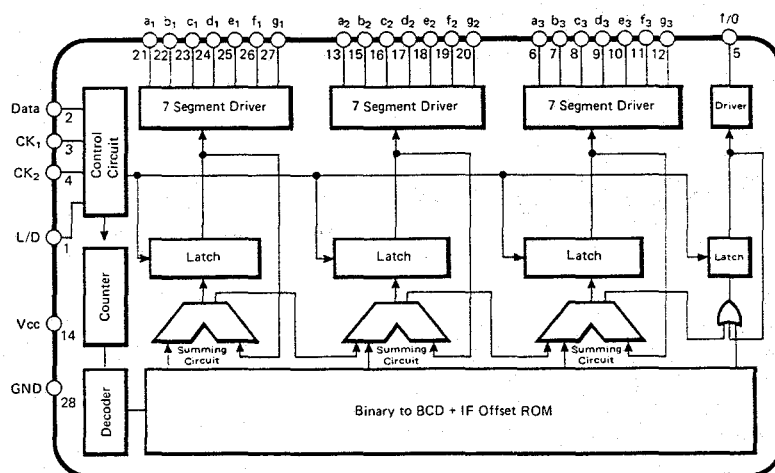 a₁ b₁ c₁ d₁ e₁ f₁ g₁
a₂ b₂ c₂ d₂ e₂ f₂ g₂
a₃ b₃ c₃ d₃ e₃ f₃ g₃
f/0
21 22 23 24 25 26 27
13 15 16 17 18 19 20
6 7 8 9 10 11 12
5
7 Segment Driver
7 Segment Driver
7 Segment Driver
Driver
Data
2
CK₁
3
CK₂
4
L/D
1
Control
Circuit
Latch
Latch
Latch
Latch
Counter
Vcc
14
Summing
Circuit
Summing
Circuit
Summing
Circuit
GND
28
Decoder
Binary to BCD + IF Offset ROM